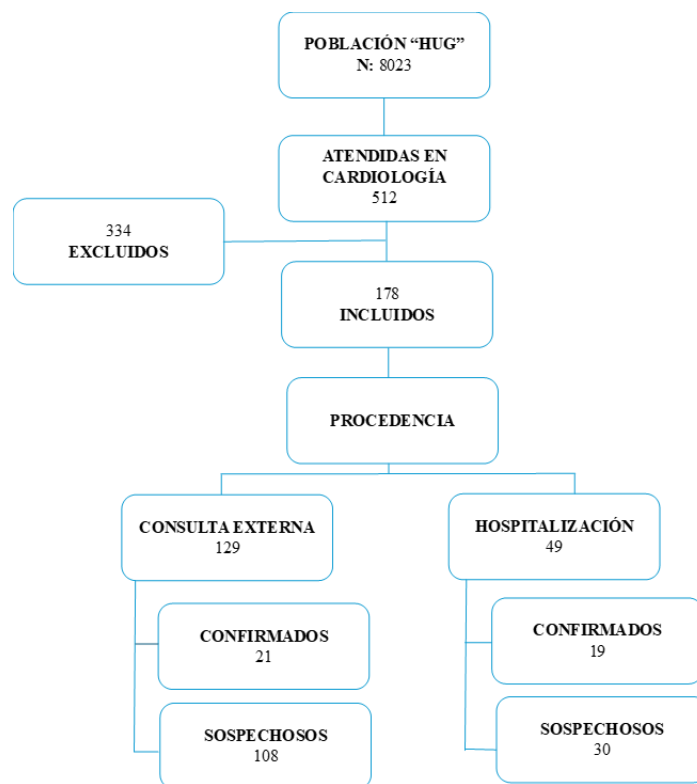 POBLACIÓN “HUG”
N: 8023
ATENDIDAS EN
CARDIOLOGÍA
512
334
EXCLUIDOS
178
INCLUIDOS
PROCEDENCIA
CONSULTA EXTERNA
129
HOSPITALIZACIÓN
49
CONFIRMADOS
21
CONFIRMADOS
19
SOSPECHOSOS
108
SOSPECHOSOS
30